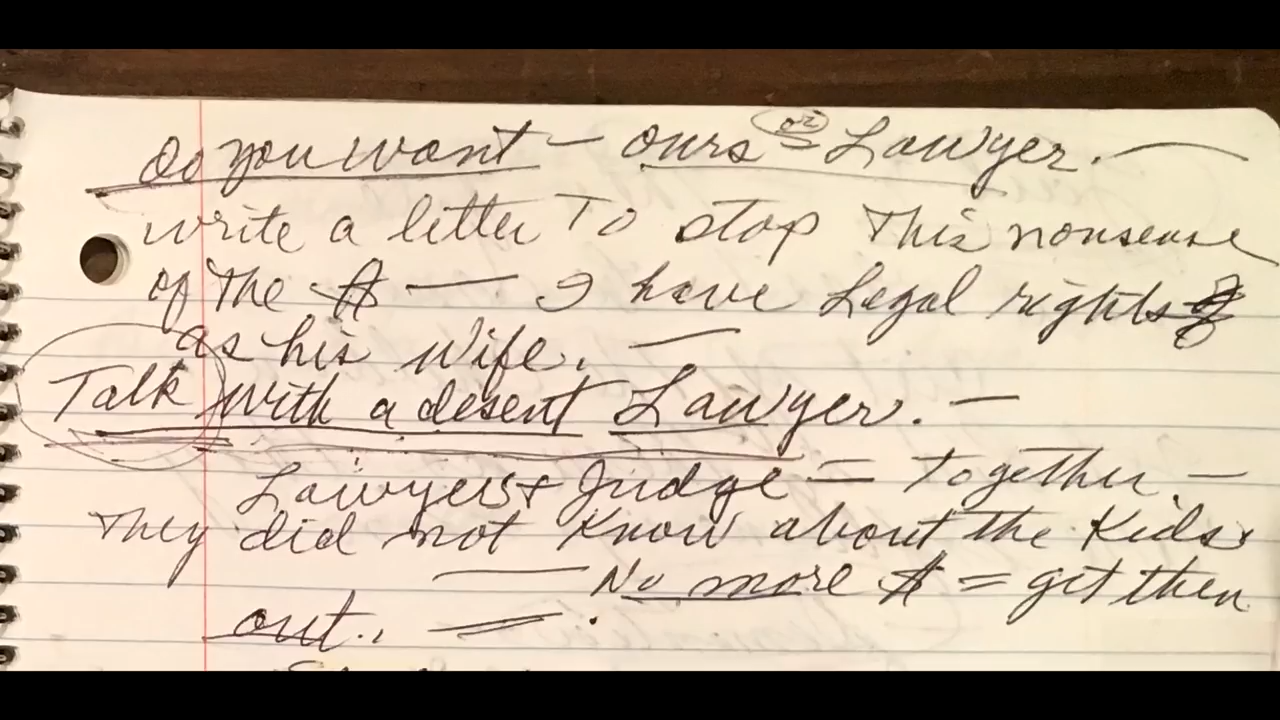 do you want — ours or = Lawyer. —
write a letter To stop This nonsense
of The $ — I have Legal rights
as his wife. —
Talk with a desent Lawyer. —
Lawyers + Judge = Together —
They did not Know about the Kids
— No more $ = get then
out.. =